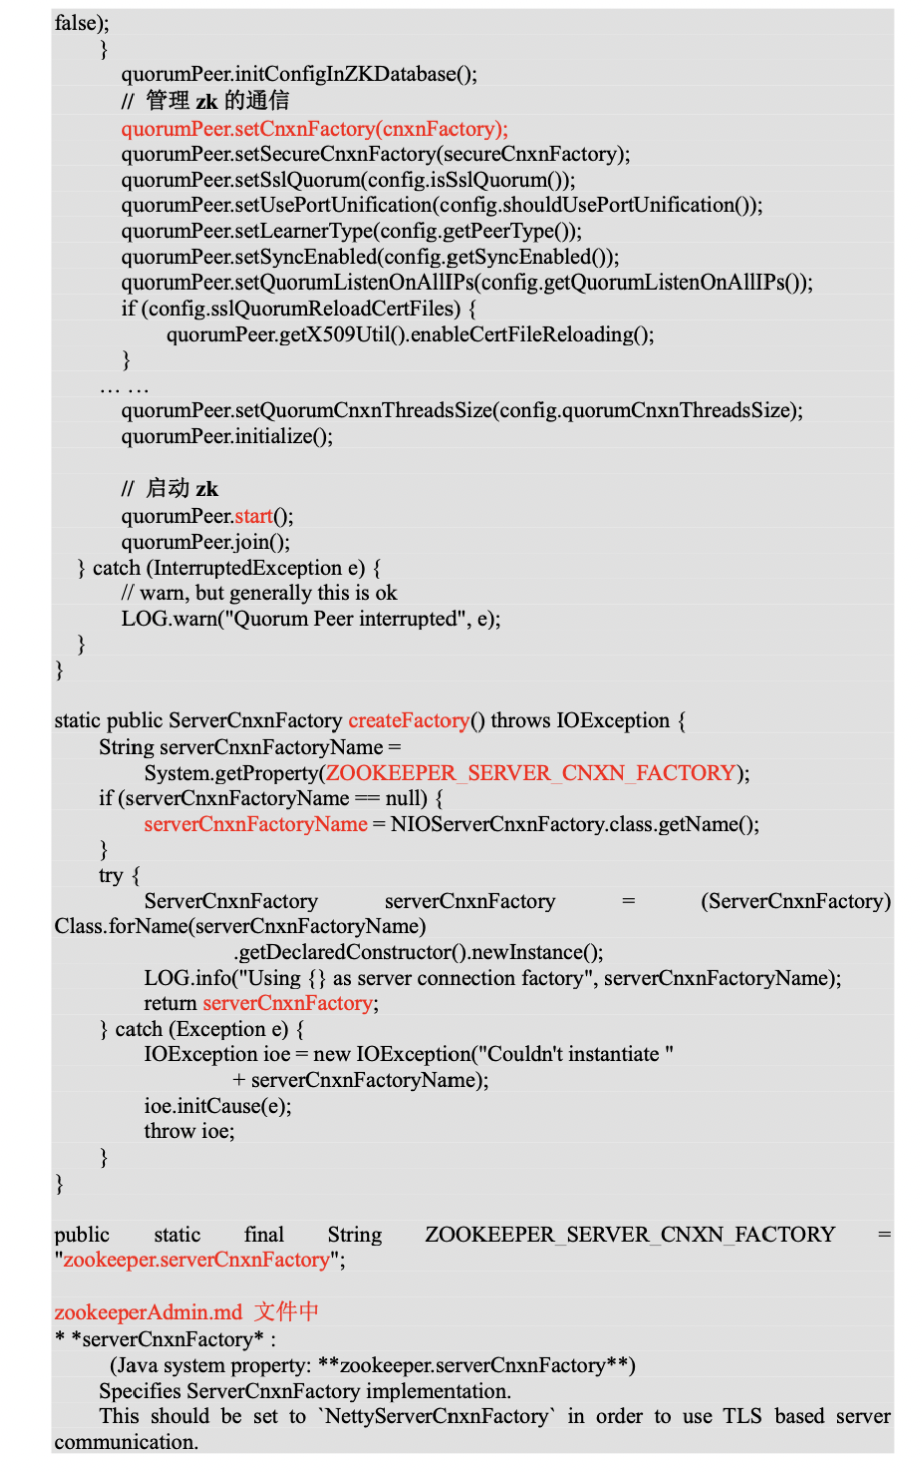 false);
}
quorumPeer.initConfigInZKDatabase();
// 管理 zk 的通信
quorumPeer.setCnxnFactory(cnxnFactory);
quorumPeer.setSecureCnxnFactory(secureCnxnFactory);
quorumPeer.setSslQuorum(config.isSslQuorum());
quorumPeer.setUsePortUnification(config.shouldUsePortUnification());
quorumPeer.setLearnerType(config.getPeerType());
quorumPeer.setSyncEnabled(config.getSyncEnabled());
quorumPeer.setQuorumListenOnAllIPs(config.getQuorumListenOnAllIPs());
if (config.sslQuorumReloadCertFiles) {
quorumPeer.getX509Util().enableCertFileReloading();
}
… …
quorumPeer.setQuorumCnxnThreadsSize(config.quorumCnxnThreadsSize);
quorumPeer.initialize();
// 启动 zk
quorumPeer.start();
quorumPeer.join();
} catch (InterruptedException e) {
// warn, but generally this is ok
LOG.warn("Quorum Peer interrupted", e);
}
}
static public ServerCnxnFactory createFactory() throws IOException {
String serverCnxnFactoryName =
System.getProperty(ZOOKEEPER_SERVER_CNXN_FACTORY);
if (serverCnxnFactoryName == null) {
serverCnxnFactoryName = NIOServerCnxnFactory.class.getName();
}
try {
ServerCnxnFactory serverCnxnFactory = (ServerCnxnFactory)
Class.forName(serverCnxnFactoryName)
.getDeclaredConstructor().newInstance();
LOG.info("Using {} as server connection factory", serverCnxnFactoryName);
return serverCnxnFactory;
} catch (Exception e) {
IOException ioe = new IOException("Couldn't instantiate "
+ serverCnxnFactoryName);
ioe.initCause(e);
throw ioe;
}
}
public static final String ZOOKEEPER_SERVER_CNXN_FACTORY =
"zookeeper.serverCnxnFactory";
zookeeperAdmin.md 文件中
* *serverCnxnFactory* :
(Java system property: **zookeeper.serverCnxnFactory**)
Specifies ServerCnxnFactory implementation.
This should be set to `NettyServerCnxnFactory` in order to use TLS based server
communication.